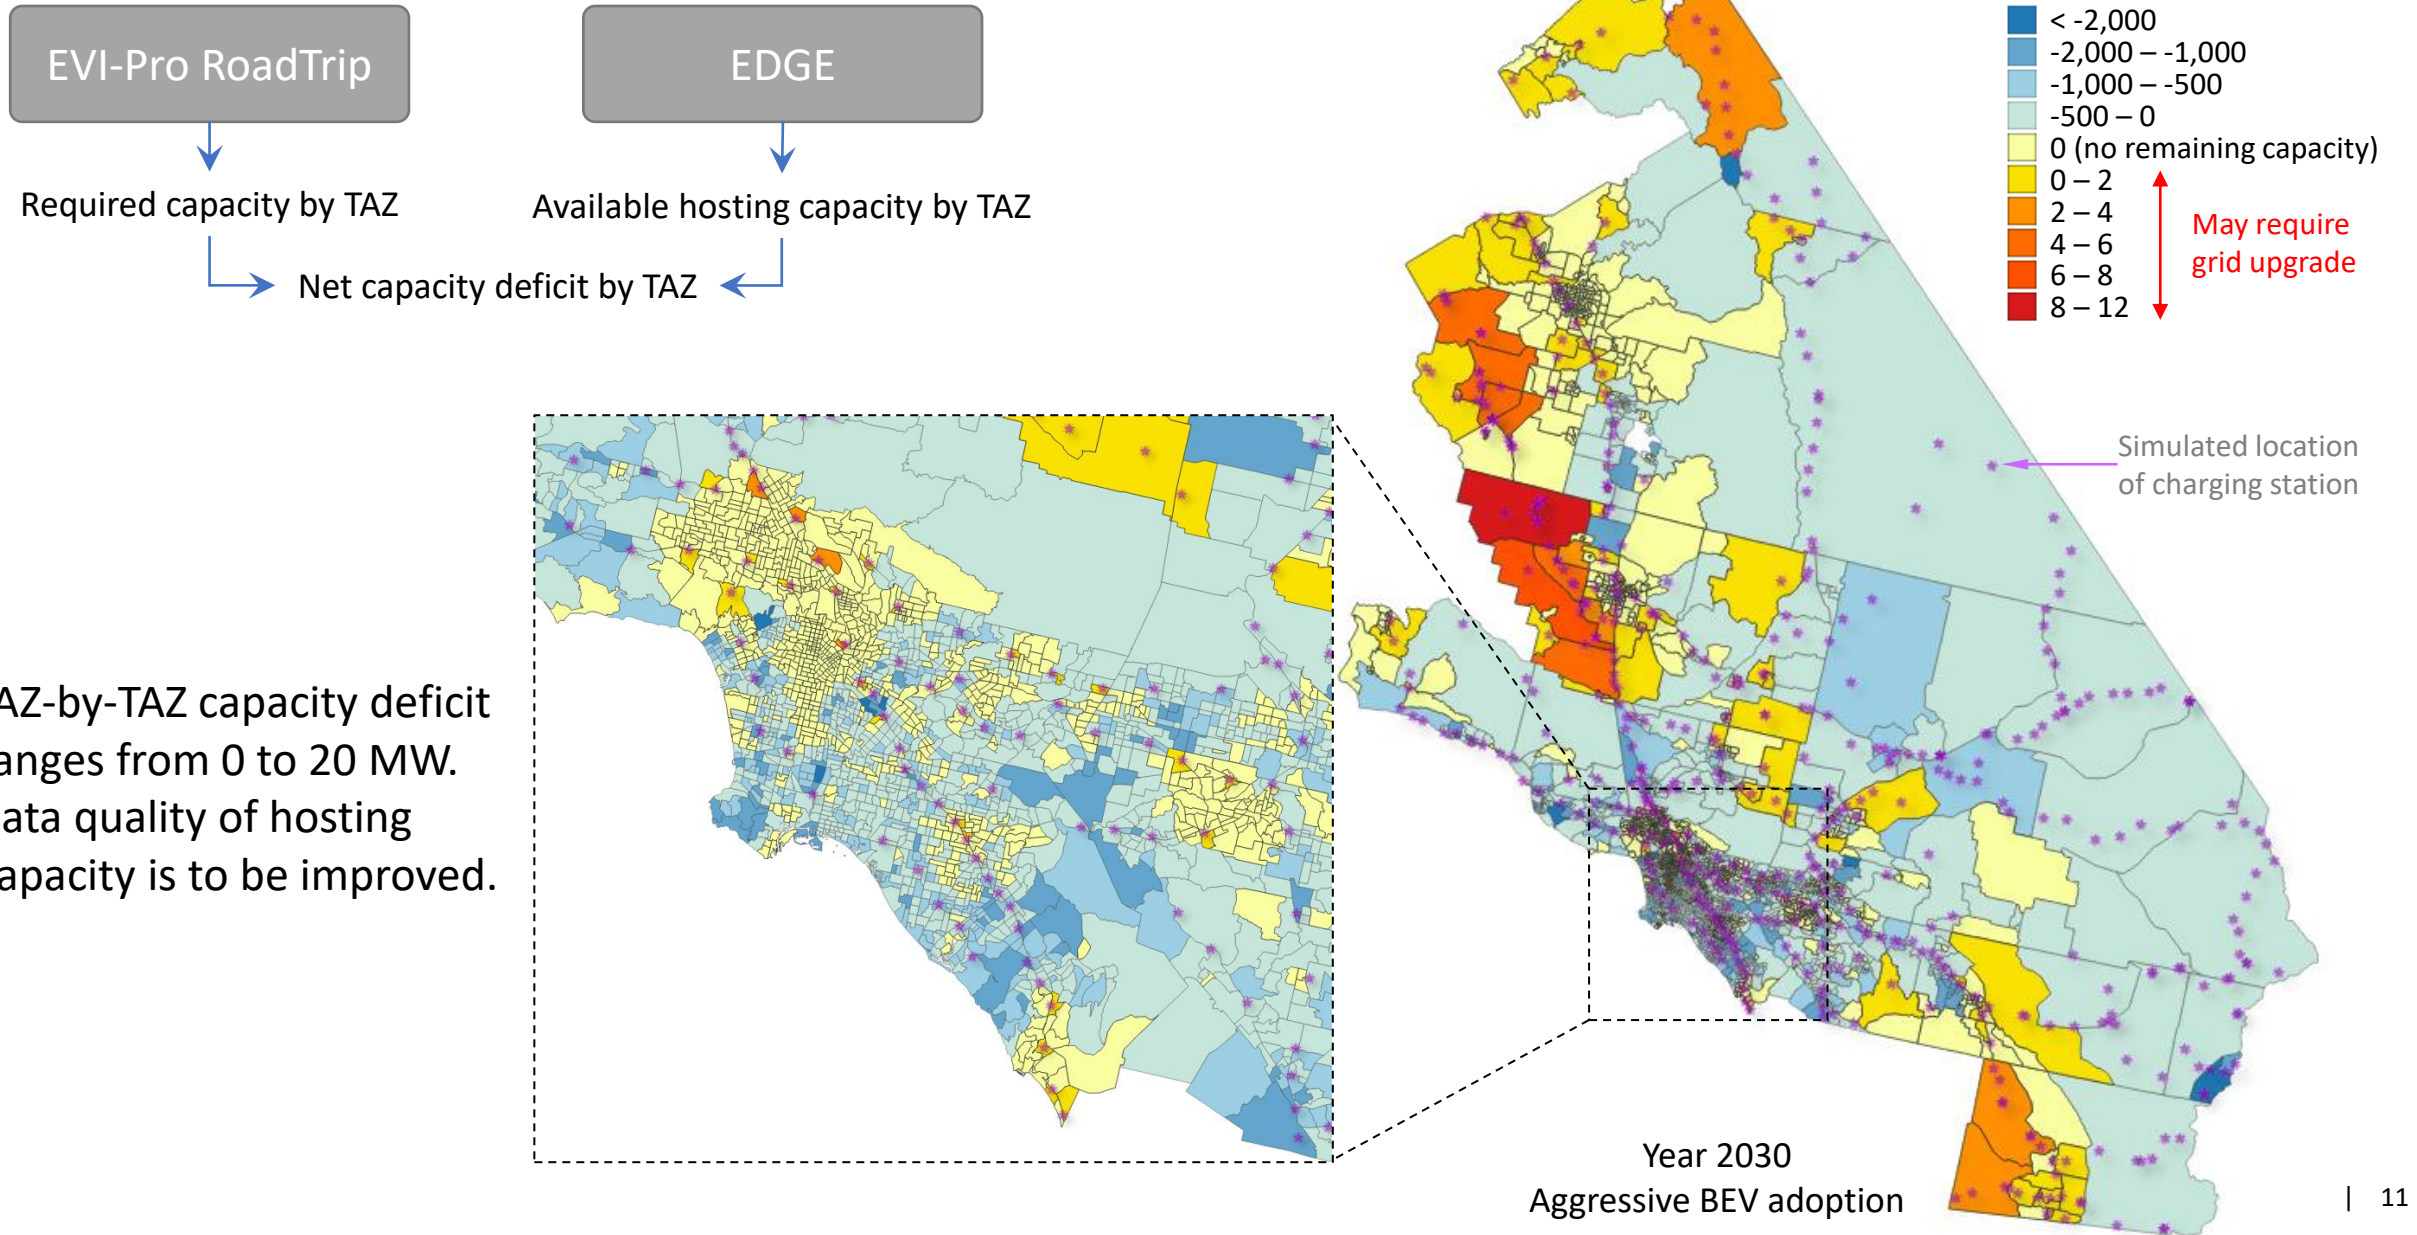 EVI-Pro RoadTrip
EDGE
Required capacity by TAZ
Available hosting capacity by TAZ
Net capacity deficit by TAZ
< -2,000
-2,000 – -1,000
-1,000 – -500
-500 – 0
0 (no remaining capacity)
0 – 2
2 – 4
4 – 6
6 – 8
8 – 12
May require
grid upgrade
Simulated location
of charging station
AZ-by-TAZ capacity deficit
anges from 0 to 20 MW.
ata quality of hosting
apacity is to be improved.
Year 2030
Aggressive BEV adoption
| 11